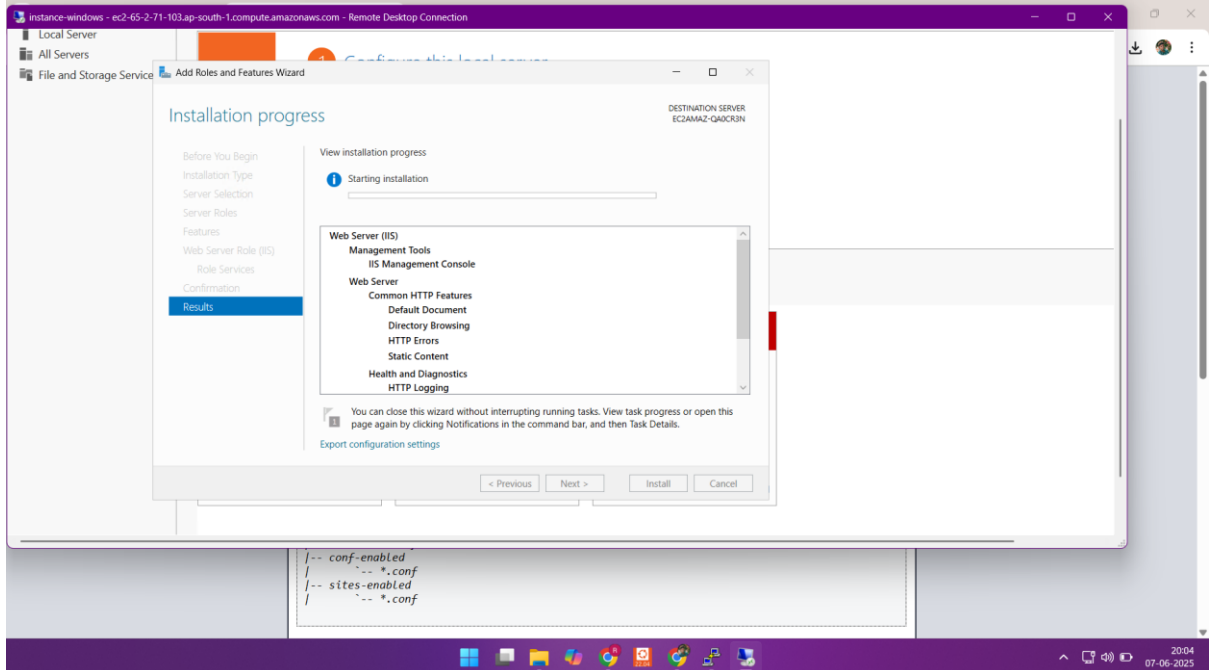 instance-windows - ec2-65-2-71-103.ap-south-1.compute.amazonaws.com - Remote Desktop Connection
Local Server
All Servers
File and Storage Service
1 Configure this local server
Add Roles and Features Wizard
Installation progress
DESTINATION SERVER
EC2AMAZ-QA0CR3N
Before You Begin
Installation Type
Server Selection
Server Roles
Features
Web Server Role (IIS)
Role Services
Confirmation
Results
View installation progress
Starting installation
Web Server (IIS)
Management Tools
IIS Management Console
Web Server
Common HTTP Features
Default Document
Directory Browsing
HTTP Errors
Static Content
Health and Diagnostics
HTTP Logging
You can close this wizard without interrupting running tasks. View task progress or open this
page again by clicking Notifications in the command bar, and then Task Details.
Export configuration settings
< Previous Next > Install Cancel
|-- conf-enabled
| `-- *.conf
|-- sites-enabled
| `-- *.conf
20:04
07-06-2025